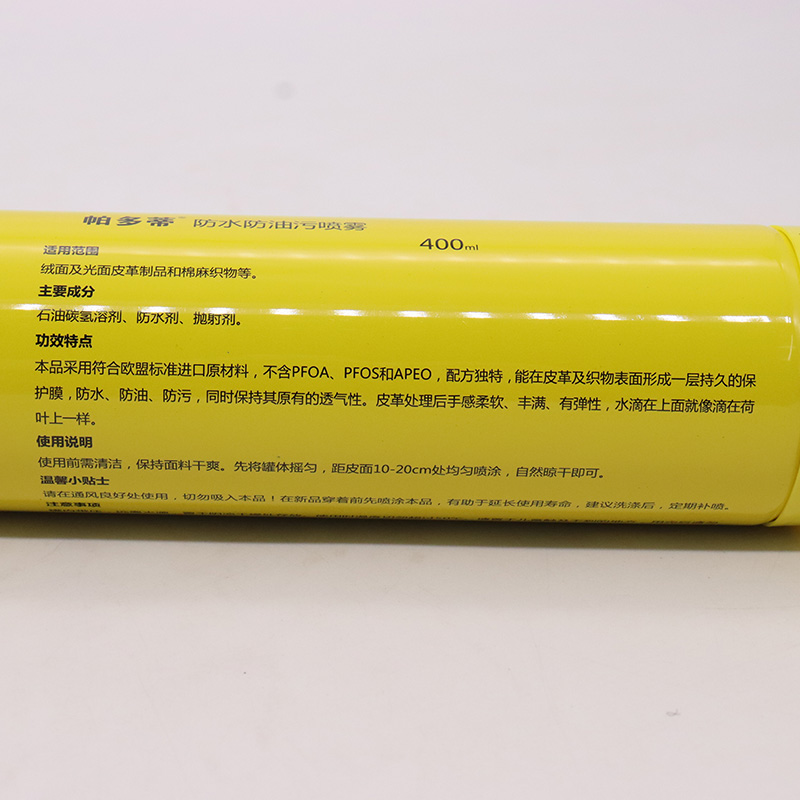 帕多蒂 防水防油污喷雾
400ml
适用范围
绒面及光面皮革制品和棉麻织物等。
主要成分
石油碳氢溶剂、防水剂、抛射剂。
功效特点
本品采用符合欧盟标准进口原材料，不含PFOA、PFOS和APEO，配方独特，能在皮革及织物表面形成一层持久的保
护膜，防水、防油、防污，同时保持其原有的透气性。皮革处理后手感柔软、丰满、有弹性，水滴在上面就像滴在荷
叶上一样。
使用说明
使用前需清洁，保持面料干爽。先将罐体摇匀，距皮面10-20cm处均匀喷涂，自然晾干即可。
温馨小贴士
请在通风良好处使用，切勿吸入本品！在新品穿着前先喷涂本品，有助于延长使用寿命，建议洗涤后，定期补喷。
注意事项